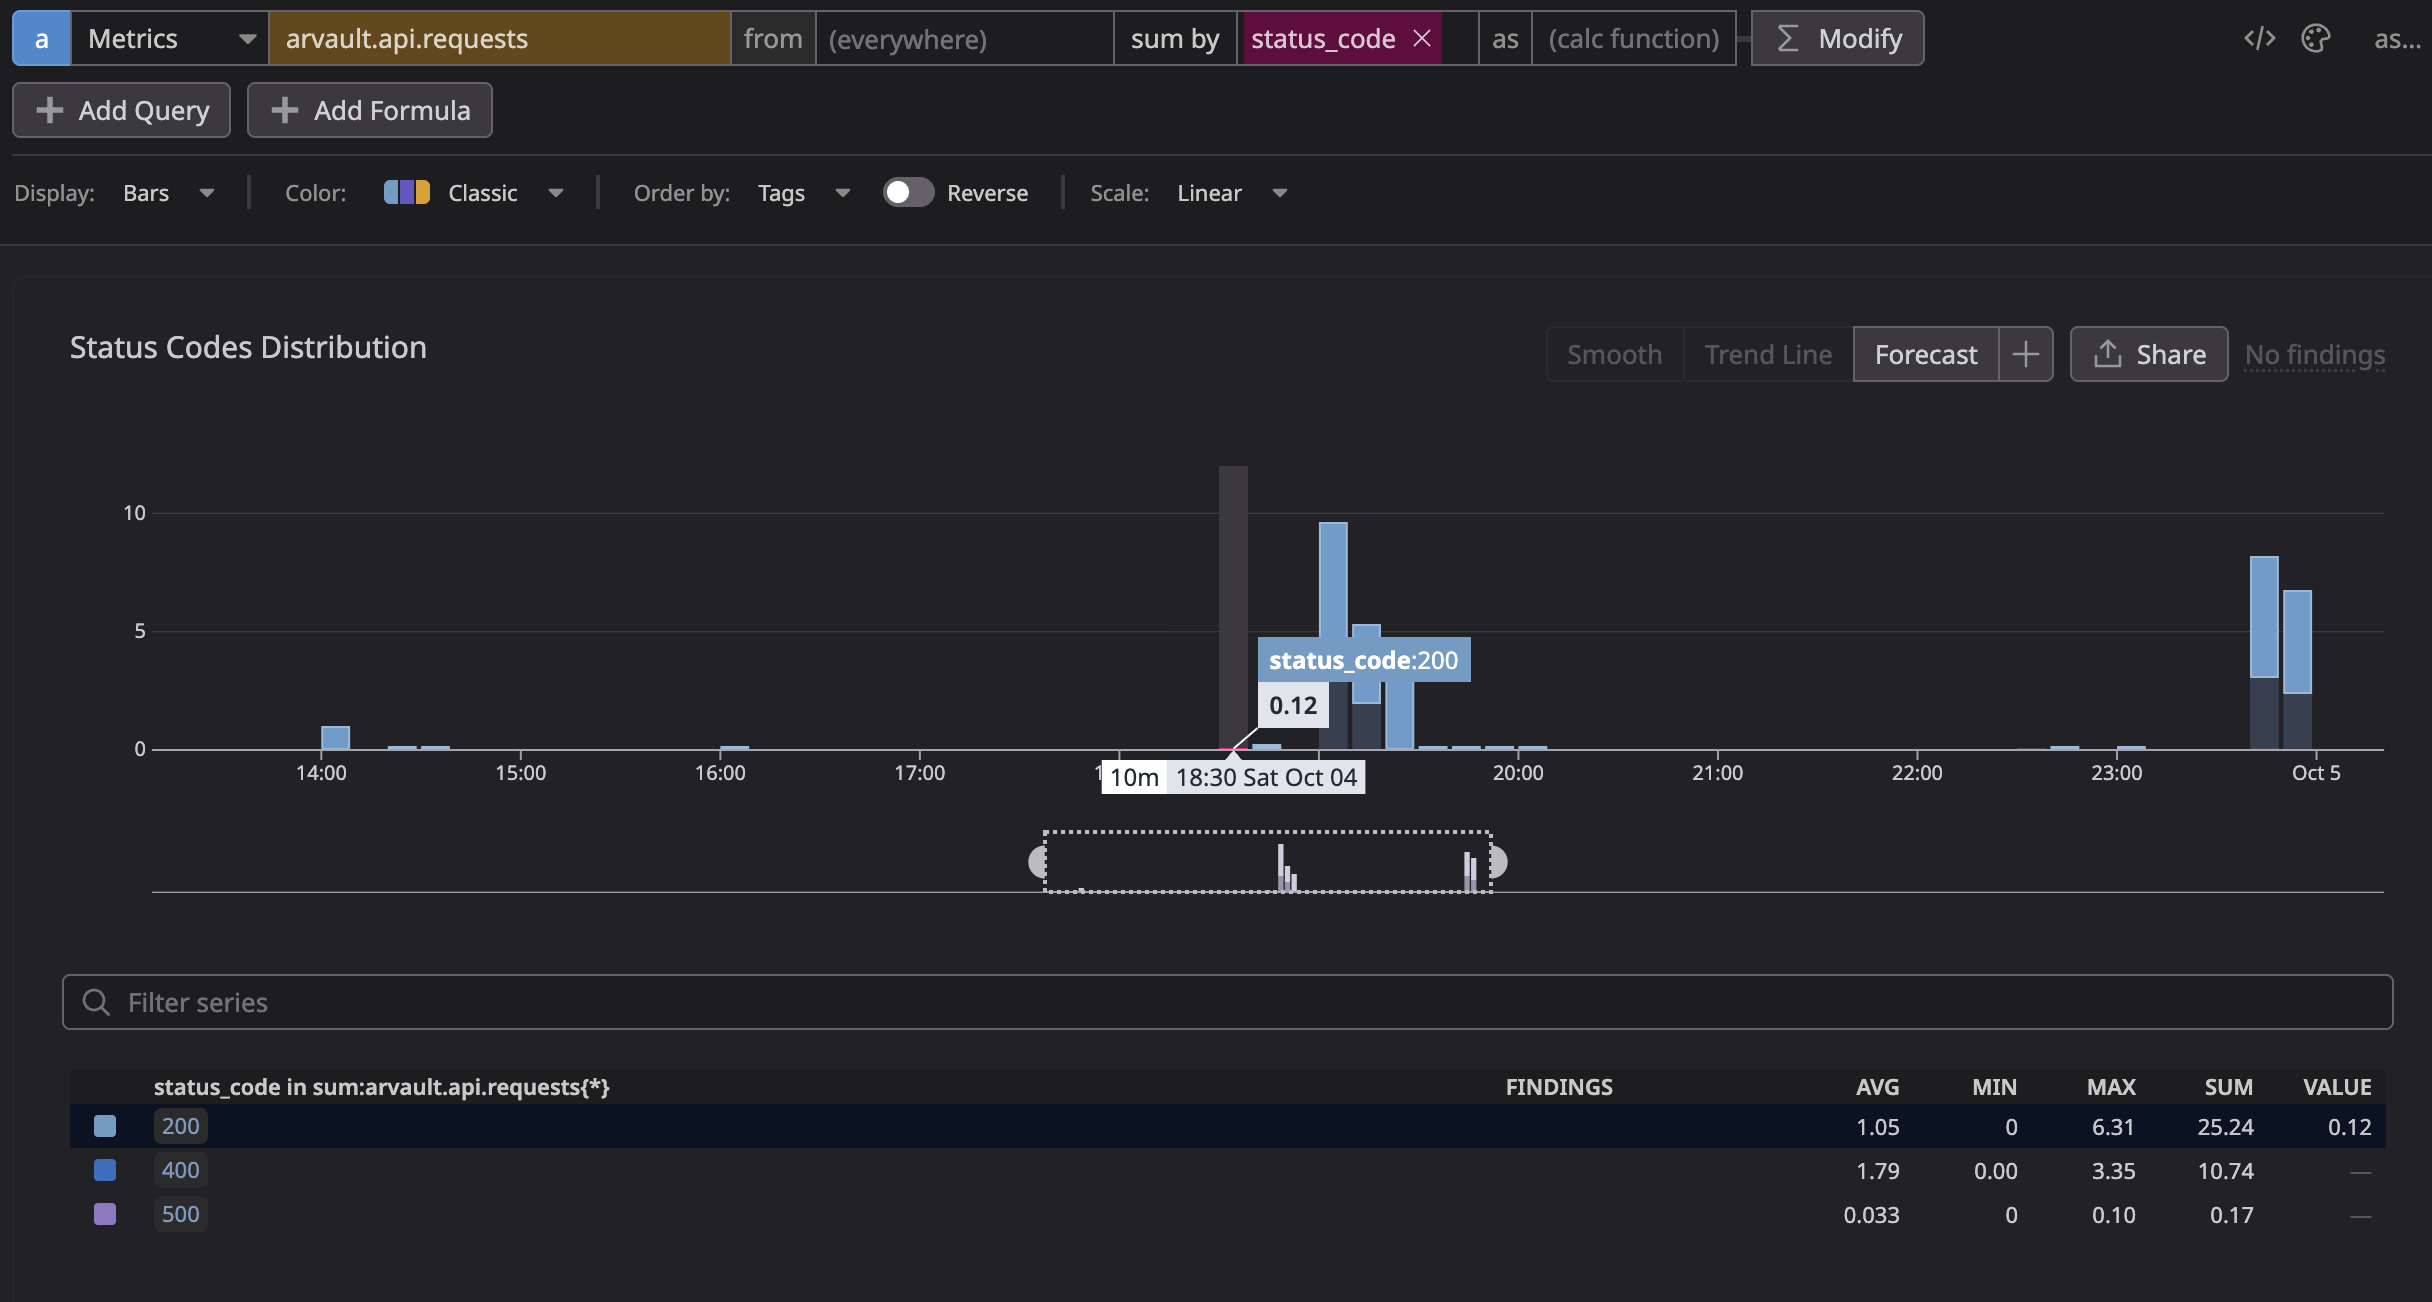 a Metrics arvault.api.requests from (everywhere) sum by status_code as (calc function) Σ Modify as...
Add Query Add Formula
Display: Bars Color: Classic Order by: Tags Reverse Scale: Linear
Status Codes Distribution
Smooth Trend Line Forecast Share No findings
10
5
status_code:200
0.12
0
14:00 15:00 16:00 17:00 10m 18:30 Sat Oct 04 20:00 21:00 22:00 23:00 Oct 5
Filter series
status_code in sum:arvault.api.requests{*} FINDINGS AVG MIN MAX SUM VALUE
200 1.05 0 6.31 25.24 0.12
400 1.79 0.00 3.35 10.74 —
500 0.033 0 0.10 0.17 —